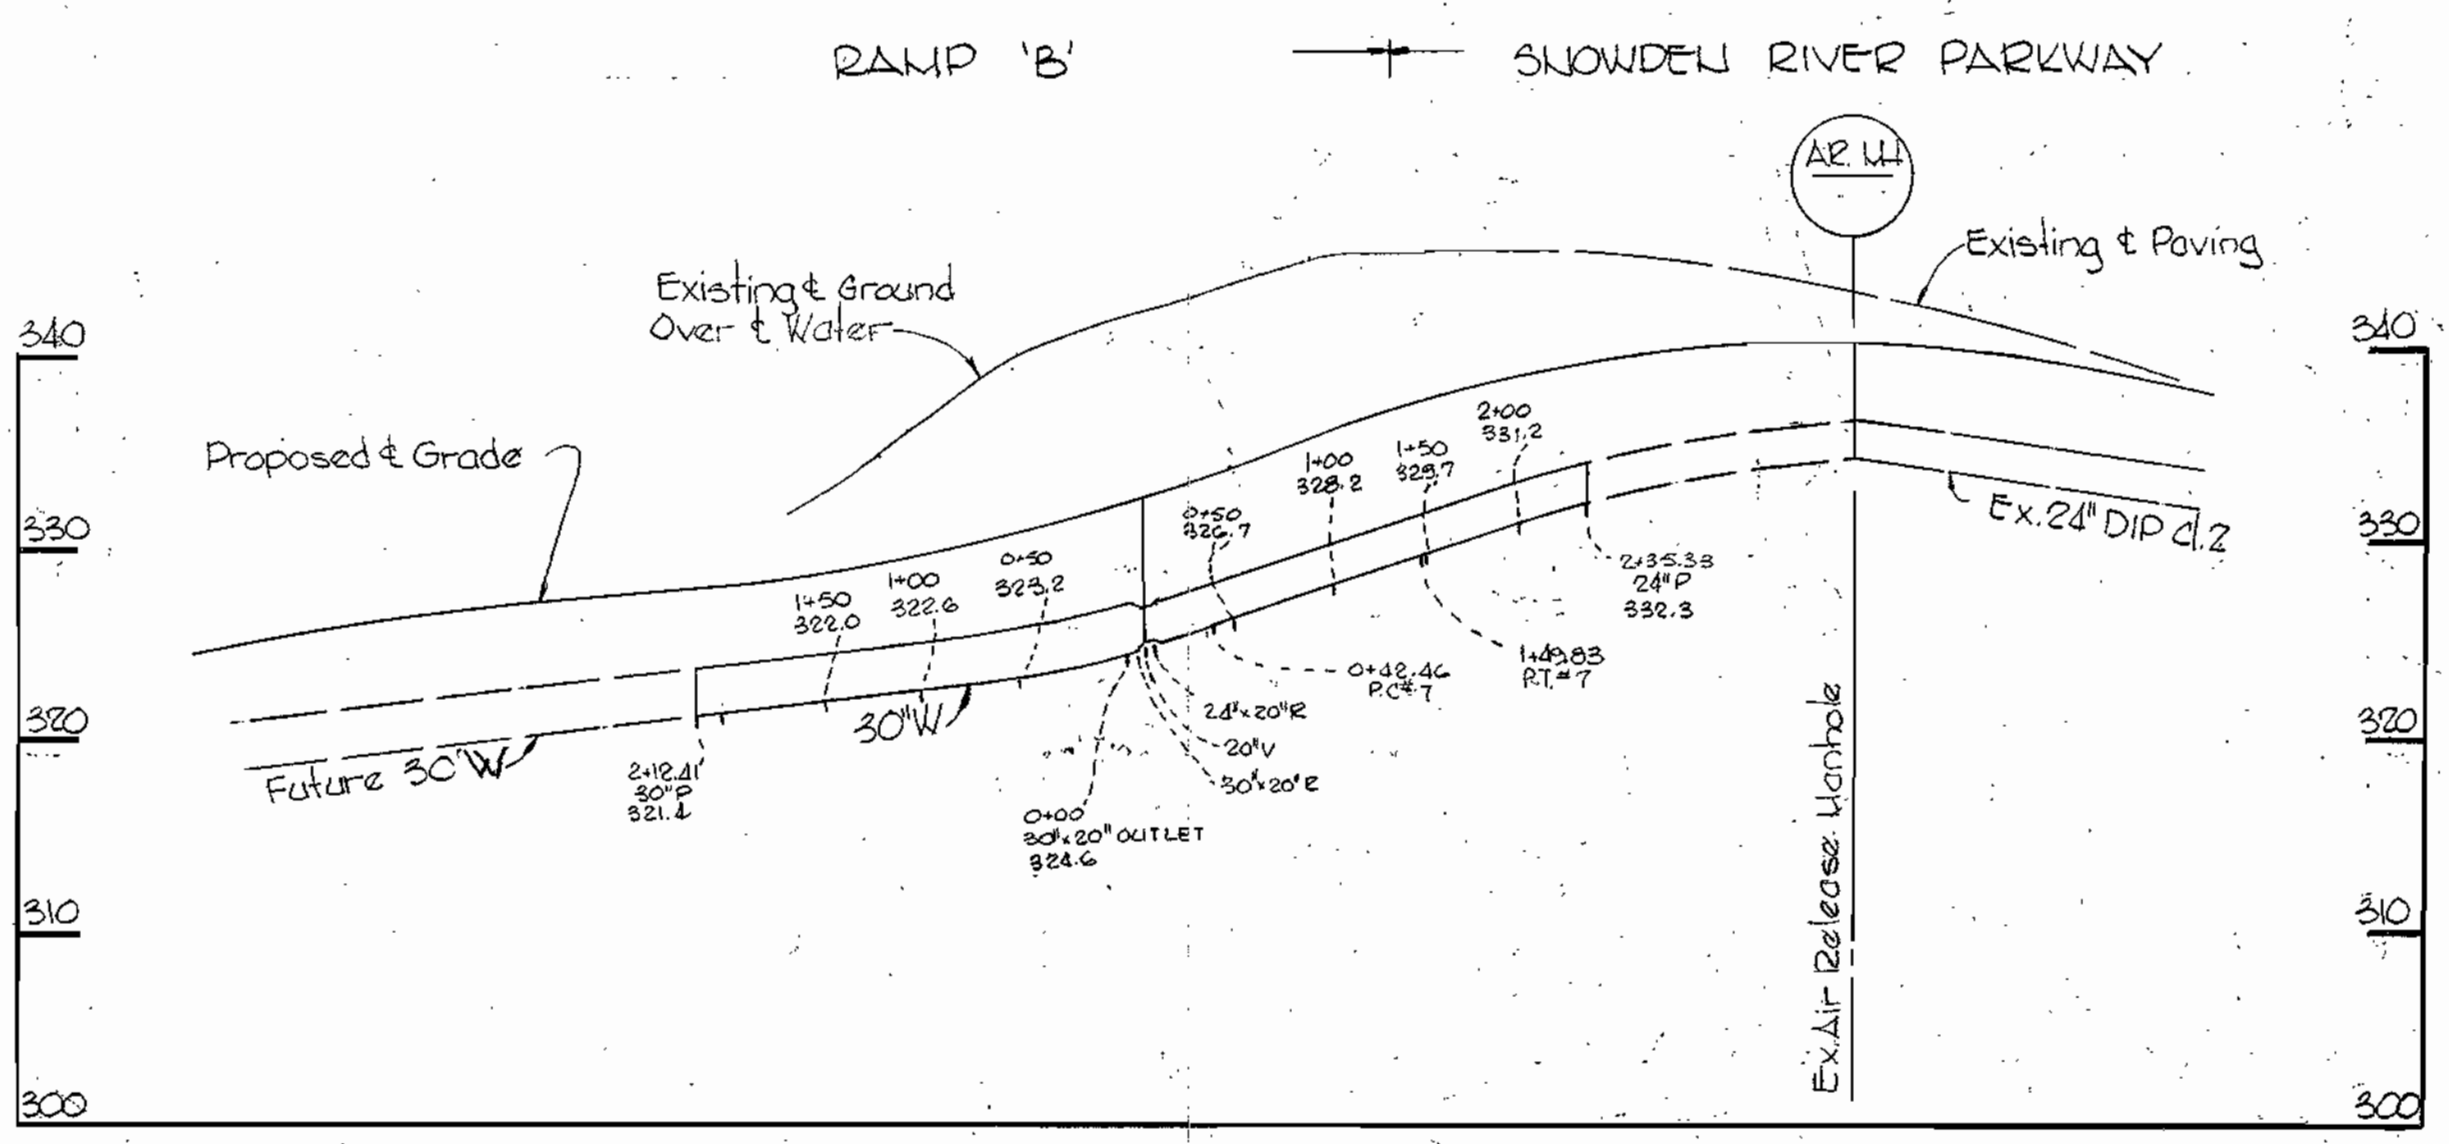 RAMP 'B'
SNOWDEN RIVER PARKWAY
AR. MH
Existing ℄ Paving
Existing ℄ Ground
Over ℄ Water
340
340
Proposed ℄ Grade
2+00
331.2
1+50
329.7
1+00
328.2
0+50
326.7
330
330
Ex. 24" DIP Cl. 2
0+50
323.2
1+00
322.6
1+50
322.0
2+35.33
24"P
332.3
1+49.83
P.T.#7
0+42.46
P.C#7
24"x20"R
20"V
30"x20"R
320
320
30"W
Future 30"W
2+12.41
30"P
321.4
0+00
30"x20" OUTLET
324.6
Ex. Air Release Manhole
310
310
300
300